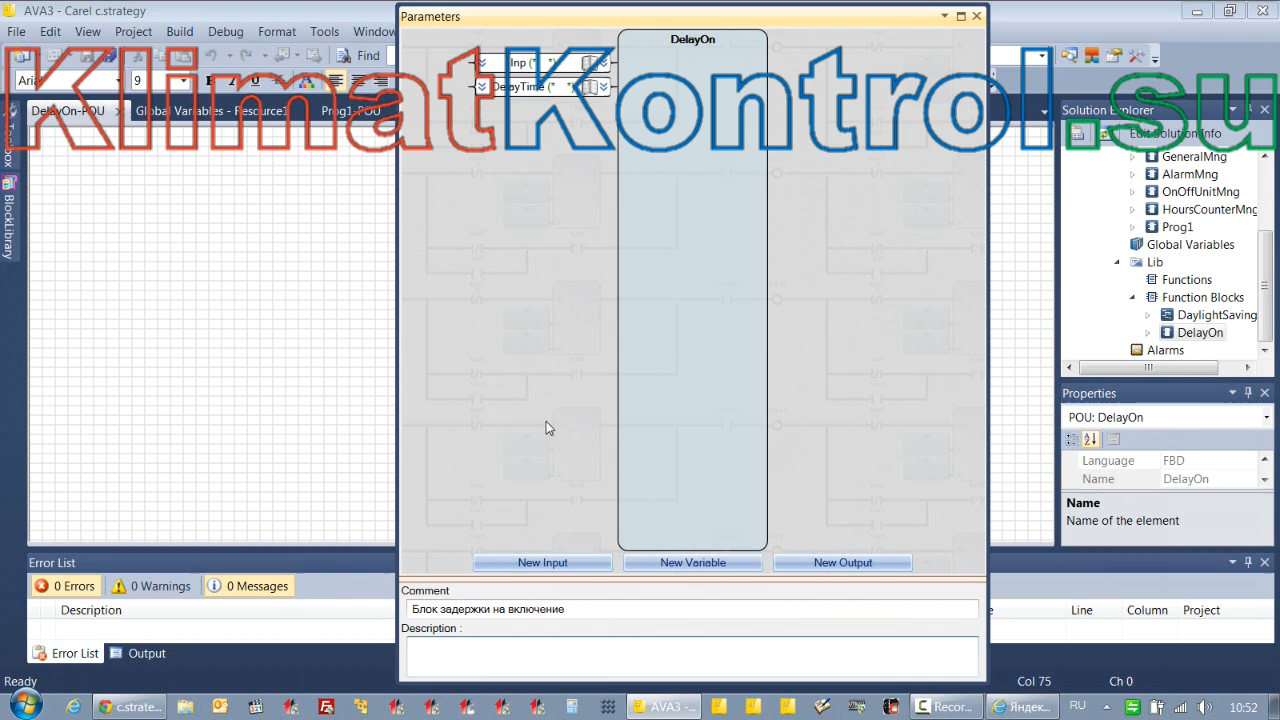 AVA3 - Carel c.strategy
File Edit View Project Build Debug Format Tools Window
Find
9
DelayOn-POU Global Variables - Resource1 Prog1-POU
Toolbox
BlockLibrary
KlimatKontrol.su
Parameters
DelayOn
Inp (* *)
DelayTime (* *)
New Input New Variable New Output
Comment
Блок задержки на включение
Description :
Solution Explorer
Edit Solution Info
GeneralMng
AlarmMng
OnOffUnitMng
HoursCounterMng
Prog1
Global Variables
Lib
Functions
Function Blocks
DaylightSaving
DelayOn
Alarms
Properties
POU: DelayOn
Language FBD
Name DelayOn
Name
Name of the element
Error List
0 Errors 0 Warnings 0 Messages
Description Line Column Project
Error List Output
Ready Col 75 Ch 0
c.strate... AVA3 -... Recor... Яндек... RU 10:52